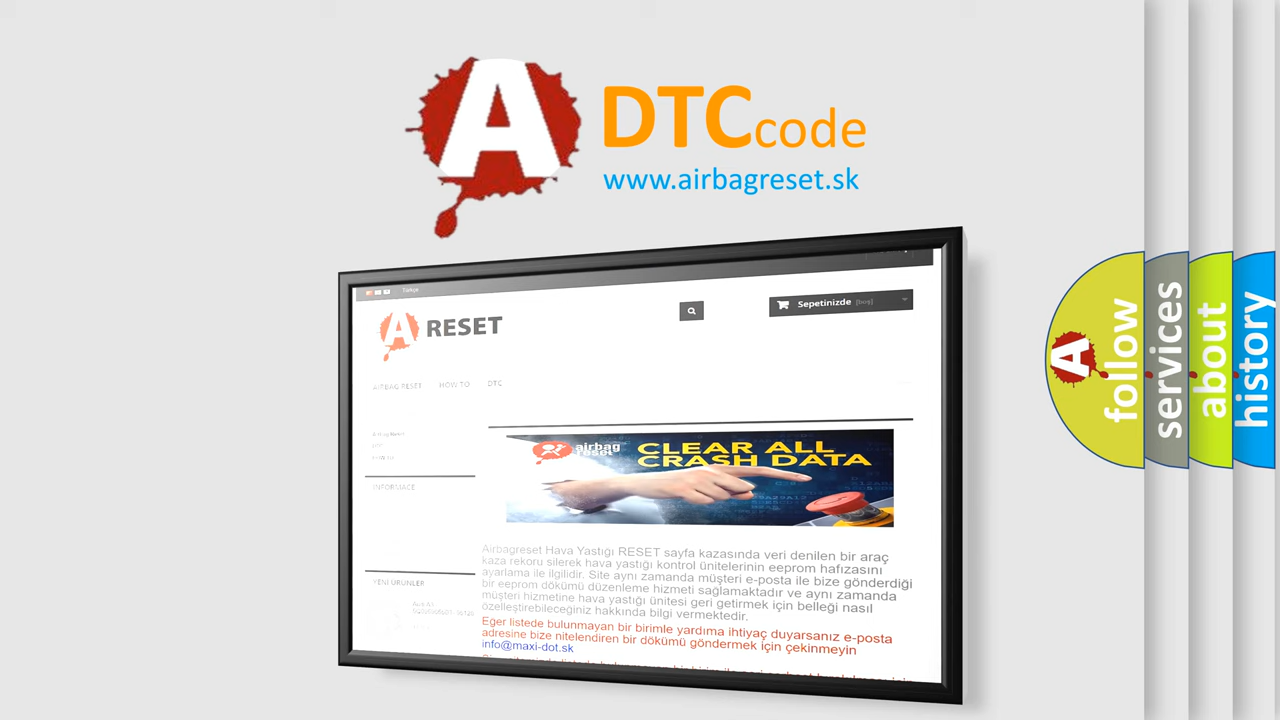 A
DTCcode
www.airbagreset.sk
Türkçe
A RESET
Sepetinizde [boş]
AIRBAG RESET HOW TO DTC
INFORMACE
airbag
reset
CLEAR ALL
CRASH DATA
Airbagreset Hava Yastığı RESET sayfa kazasında veri denilen bir araç
kaza rekoru silerek hava yastığı kontrol ünitelerinin eeprom hafızasını
ayarlama ile ilgilidir. Site aynı zamanda müşteri e-posta ile bize gönderdiği
bir eeprom dökümü düzenleme hizmeti sağlamaktadır ve aynı zamanda
müşteri hizmetine hava yastığı ünitesi geri getirmek için belleği nasıl
özelleştirebileceğiniz hakkında bilgi vermektedir.
YENİ ÜRÜNLER
Eğer listede bulunmayan bir birimle yardıma ihtiyaç duyarsanız e-posta
adresine bize nitelendiren bir dökümü göndermek için çekinmeyin
info@maxi-dot.sk
A
follow
services
about
history